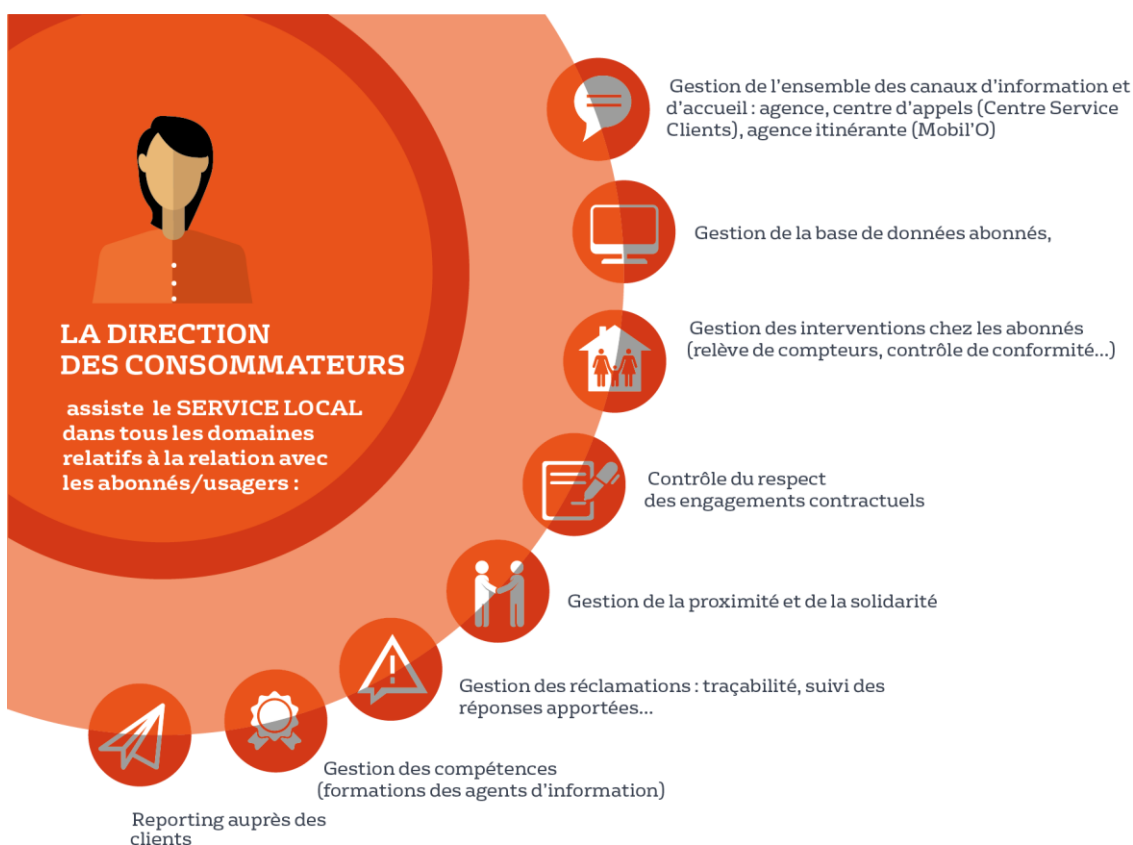 LA DIRECTION
DES CONSOMMATEURS
assiste le SERVICE LOCAL
dans tous les domaines
relatifs à la relation avec
les abonnés/usagers :
Gestion de l’ensemble des canaux d’information et
d’accueil : agence, centre d’appels (Centre Service
Clients), agence itinérante (Mobil’O)
Gestion de la base de données abonnés,
Gestion des interventions chez les abonnés
(relève de compteurs, contrôle de conformité...)
Contrôle du respect
des engagements contractuels
Gestion de la proximité et de la solidarité
Gestion des réclamations : traçabilité, suivi des
réponses apportées...
Gestion des compétences
(formations des agents d’information)
Reporting auprès des
clients